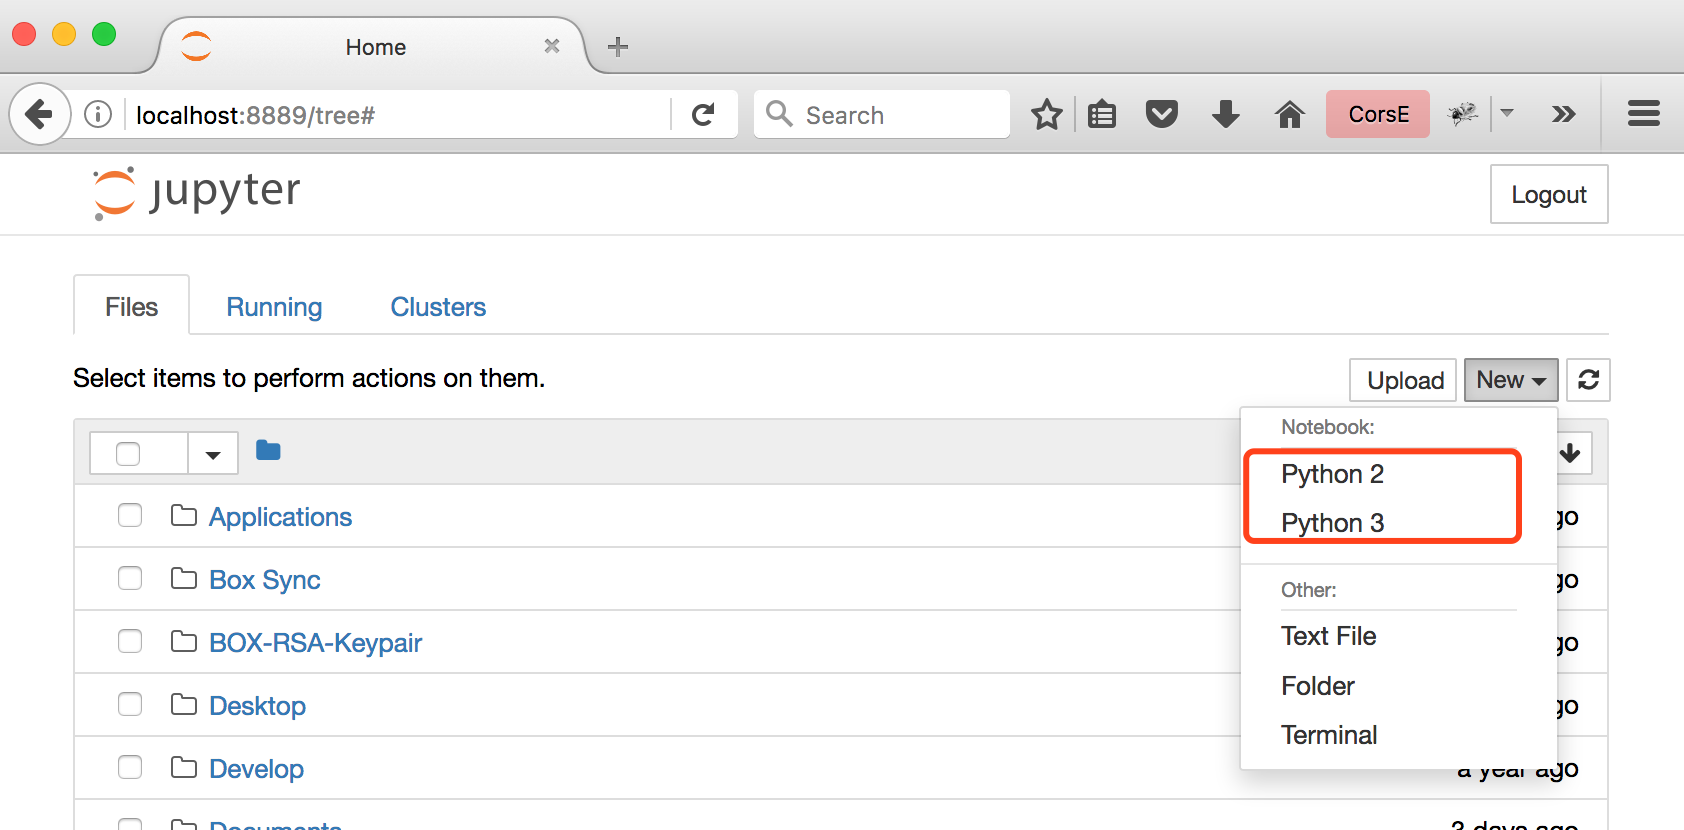 Home
localhost:8889/tree#
Search
CorsE
jupyter
Logout
Files
Running
Clusters
Select items to perform actions on them.
Upload
New
Notebook:
Python 2
Python 3
Other:
Text File
Folder
Terminal
Applications
go
Box Sync
go
BOX-RSA-Keypair
go
Desktop
go
Develop
a year ago
Documents
3 days ago